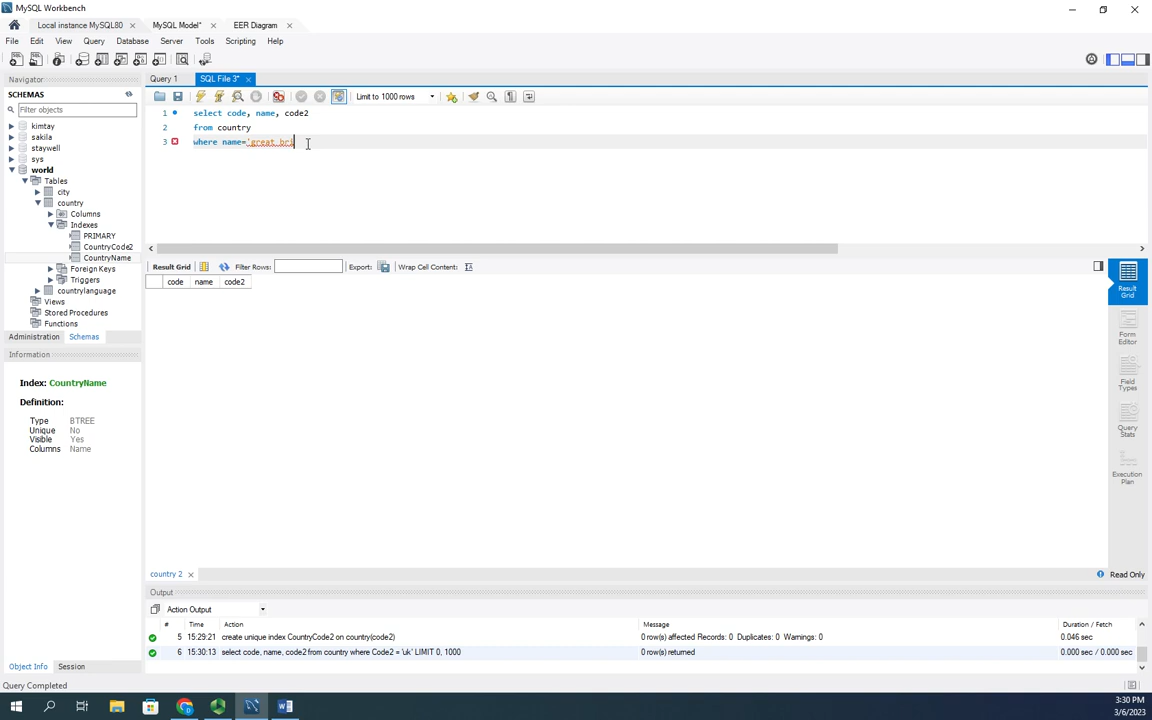 MySQL Workbench
Local instance MySQL80 MySQL Model* EER Diagram
File Edit View Query Database Server Tools Scripting Help
Navigator Query 1 SQL File 3*
SCHEMAS
Filter objects
Limit to 1000 rows
1 select code, name, code2
2 from country
3 where name='great bri
kimtay
sakila
staywell
sys
world
Tables
city
country
Columns
Indexes
PRIMARY
CountryCode2
CountryName
Foreign Keys
Triggers
countrylanguage
Views
Stored Procedures
Functions
Administration Schemas
Information
Index: CountryName
Definition:
Type BTREE
Unique No
Visible Yes
Columns Name
Object Info Session
Result Grid Filter Rows: Export: Wrap Cell Content:
code name code2
Result Grid
Form Editor
Field Types
Query Stats
Execution Plan
country 2 Read Only
Output
Action Output
# Time Action Message Duration / Fetch
5 15:29:21 create unique index CountryCode2 on country(code2) 0 row(s) affected Records: 0 Duplicates: 0 Warnings: 0 0.046 sec
6 15:30:13 select code, name, code2 from country where Code2 = 'uk' LIMIT 0, 1000 0 row(s) returned 0.000 sec / 0.000 sec
Query Completed
3:30 PM
3/6/2023